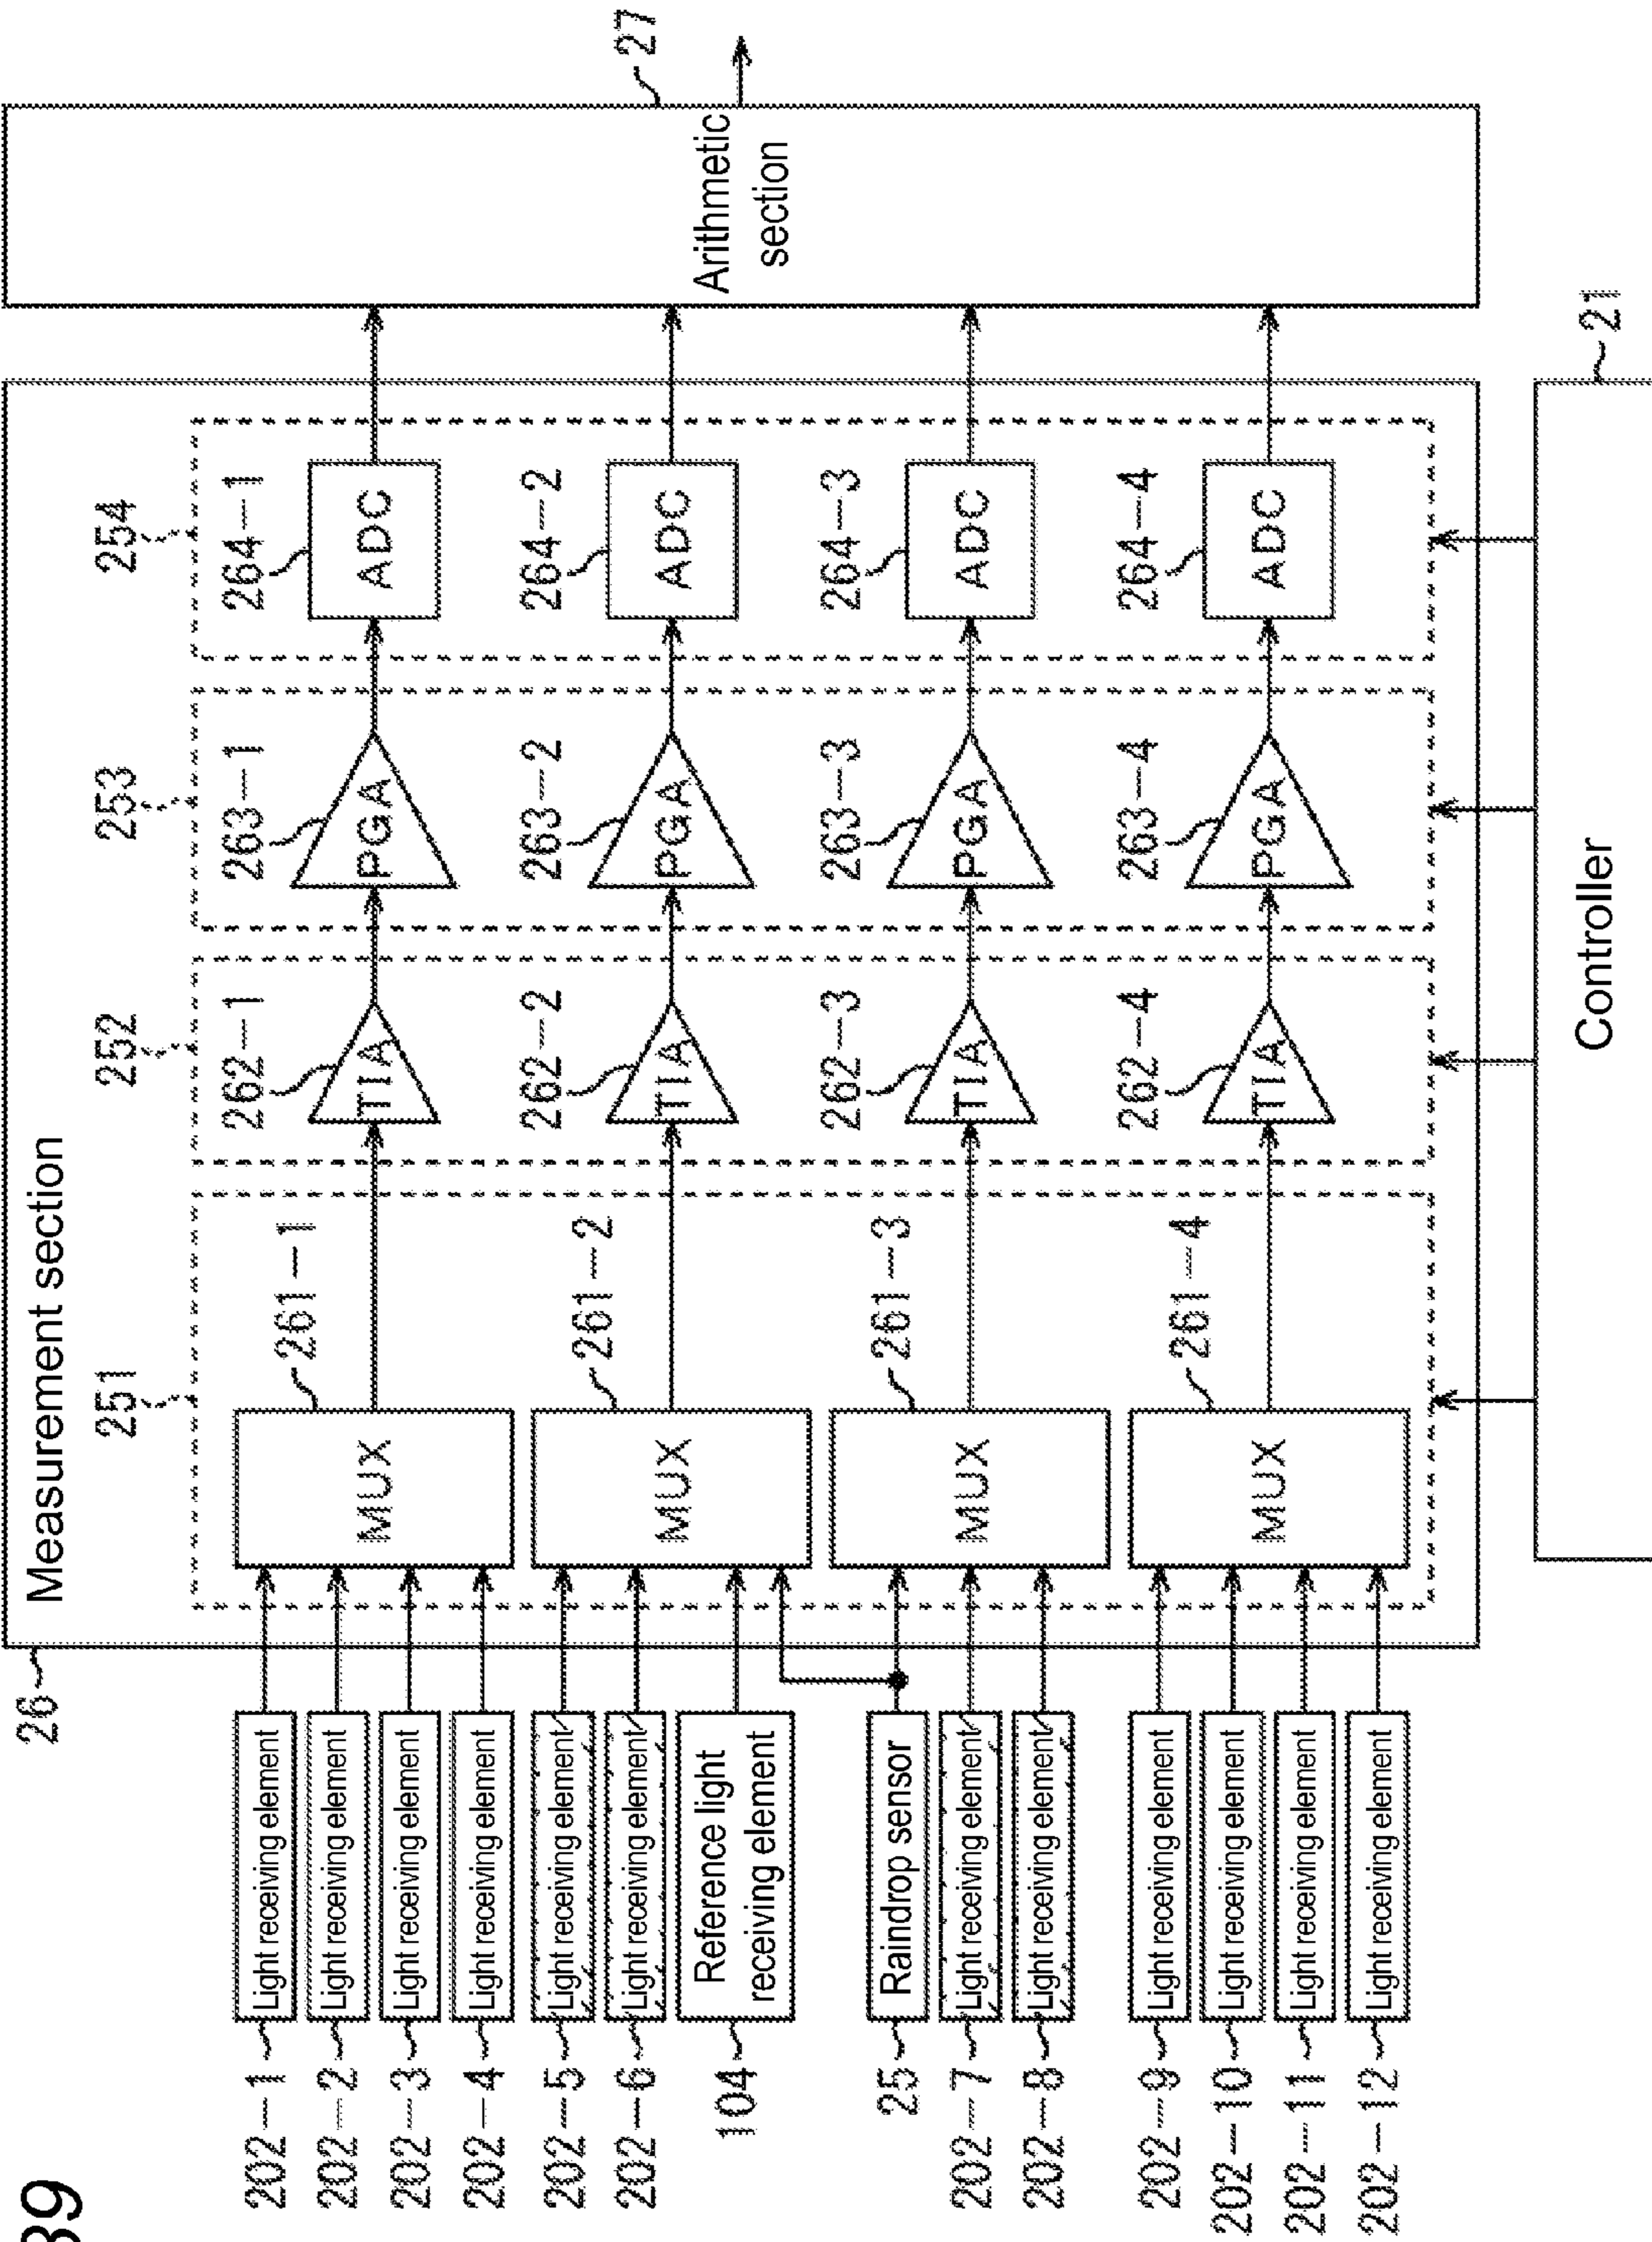 39
26
Measurement section
251
252
253
254
27
202-1
Light receiving element
202-2
Light receiving element
202-3
Light receiving element
202-4
Light receiving element
261-1
MUX
262-1
TIA
263-1
PGA
264-1
ADC
202-5
Light receiving element
202-6
Light receiving element
104
Reference light
receiving element
261-2
MUX
262-2
TIA
263-2
PGA
264-2
ADC
Arithmetic
section
25
Raindrop sensor
202-7
Light receiving element
202-8
Light receiving element
261-3
MUX
262-3
TIA
263-3
PGA
264-3
ADC
202-9
Light receiving element
202-10
Light receiving element
202-11
Light receiving element
202-12
Light receiving element
261-4
MUX
262-4
TIA
263-4
PGA
264-4
ADC
Controller
21